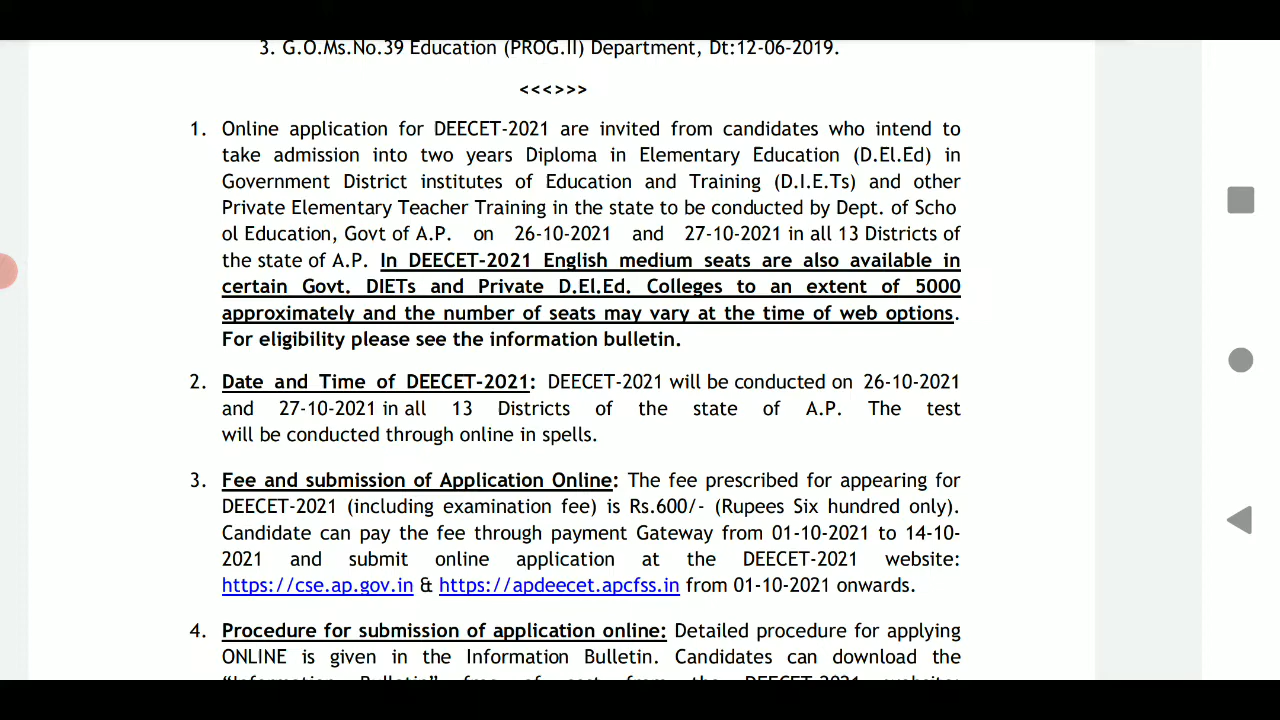 3. G.O.Ms.No.39 Education (PROG.II) Department, Dt:12-06-2019.
<<<>>>
1. Online application for DEECET-2021 are invited from candidates who intend to
take admission into two years Diploma in Elementary Education (D.El.Ed) in
Government District institutes of Education and Training (D.I.E.Ts) and other
Private Elementary Teacher Training in the state to be conducted by Dept. of Scho
ol Education, Govt of A.P. on 26-10-2021 and 27-10-2021 in all 13 Districts of
the state of A.P. In DEECET-2021 English medium seats are also available in
certain Govt. DIETs and Private D.El.Ed. Colleges to an extent of 5000
approximately and the number of seats may vary at the time of web options.
For eligibility please see the information bulletin.
2. Date and Time of DEECET-2021: DEECET-2021 will be conducted on 26-10-2021
and 27-10-2021 in all 13 Districts of the state of A.P. The test
will be conducted through online in spells.
3. Fee and submission of Application Online: The fee prescribed for appearing for
DEECET-2021 (including examination fee) is Rs.600/- (Rupees Six hundred only).
Candidate can pay the fee through payment Gateway from 01-10-2021 to 14-10-
2021 and submit online application at the DEECET-2021 website:
https://cse.ap.gov.in & https://apdeecet.apcfss.in from 01-10-2021 onwards.
4. Procedure for submission of application online: Detailed procedure for applying
ONLINE is given in the Information Bulletin. Candidates can download the
"Information Bulletin" free of cost from the DEECET-2021 website: